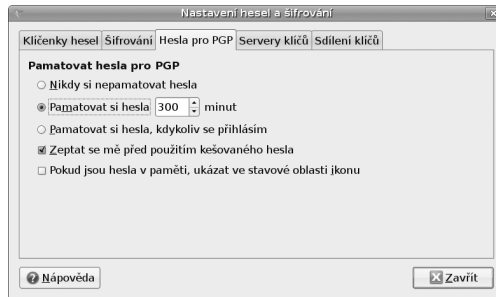 Nastavení hesel a šifrování
Klíčenky hesel Šifrování Hesla pro PGP Servery klíčů Sdílení klíčů
Pamatovat hesla pro PGP
Nikdy si nepamatovat hesla
Pamatovat si hesla 300 minut
Pamatovat si hesla, kdykoliv se přihlásím
Zeptat se mě před použitím kešovaného hesla
Pokud jsou hesla v paměti, ukázat ve stavové oblasti ikonu
Nápověda Zavřít